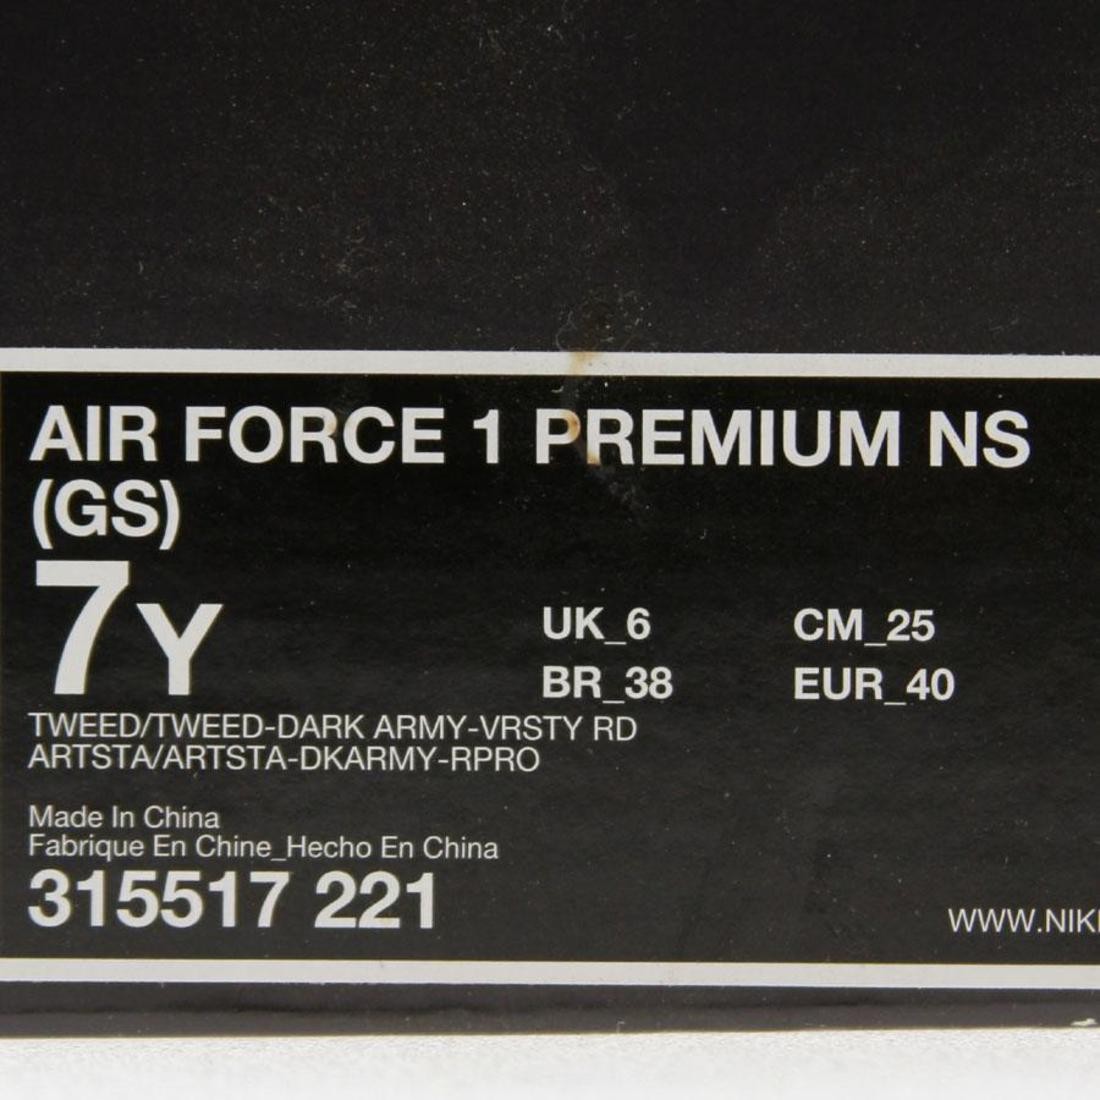 AIR FORCE 1 PREMIUM NS
(GS)
7Y
UK_6 CM_25
BR_38 EUR_40
TWEED/TWEED-DARK ARMY-VRSTY RD
ARTSTA/ARTSTA-DKARMY-RPRO
Made In China
Fabrique En Chine_Hecho En China
315517 221
WWW.NIK